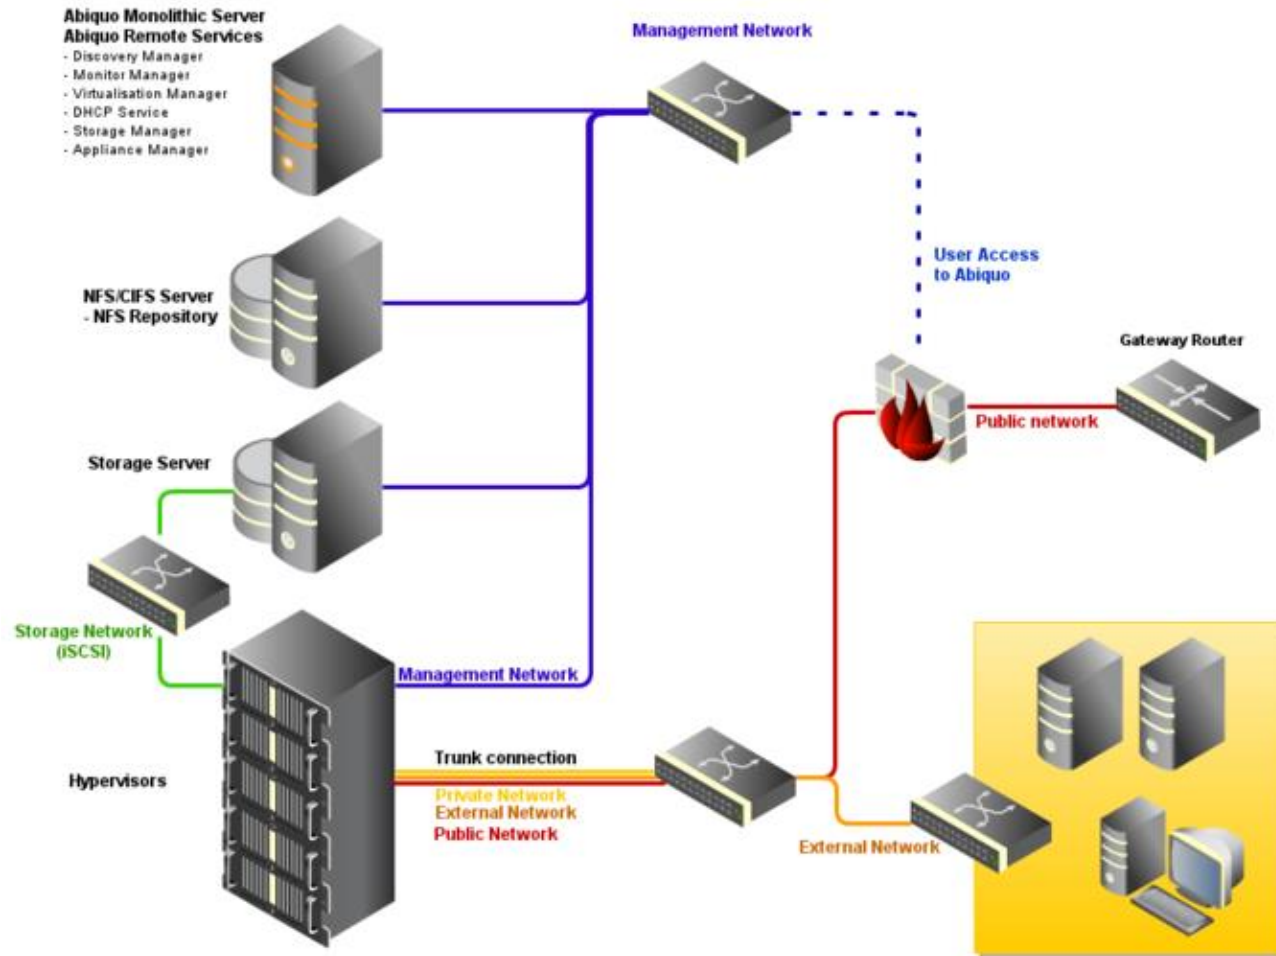 Abiquo Monolithic Server
Abiquo Remote Services
- Discovery Manager
- Monitor Manager
- Virtualisation Manager
- DHCP Service
- Storage Manager
- Appliance Manager
Management Network
User Access
to Abiquo
NFS/CIFS Server
- NFS Repository
Gateway Router
Public network
Storage Server
Storage Network
(iSCSI)
Management Network
Hypervisors
Trunk connection
Private Network
External Network
Public Network
External Network